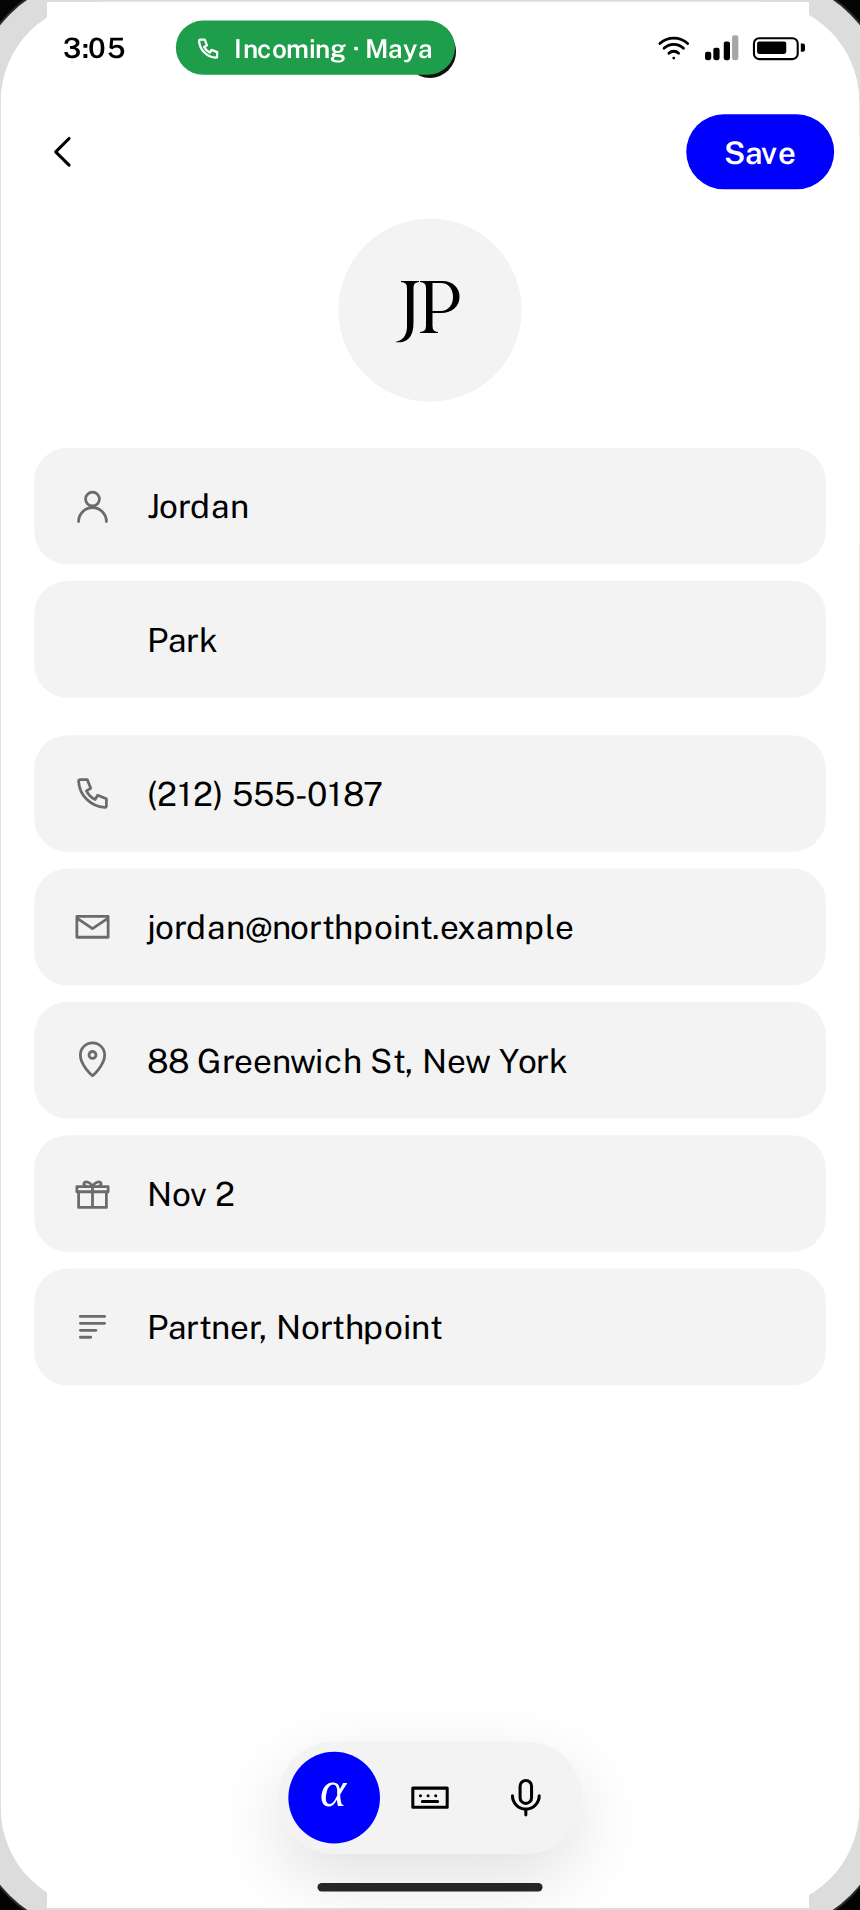 3:05
Incoming · Maya
Save
JP
Jordan
Park
(212) 555-0187
jordan@northpoint.example
88 Greenwich St, New York
Nov 2
Partner, Northpoint
α